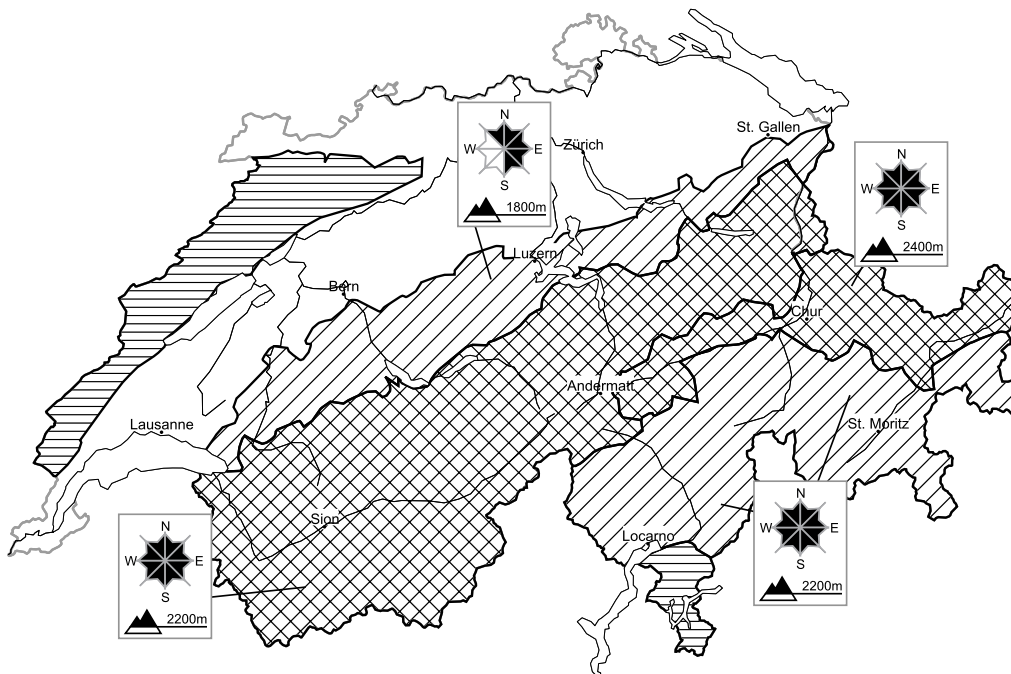 N
W E
S
1800m
Zürich
St. Gallen
N
W E
S
2400m
Luzern
Bern
Chur
Andermatt
St. Moritz
Lausanne
Sion
Locarno
N
W E
S
2200m
N
W E
S
2200m